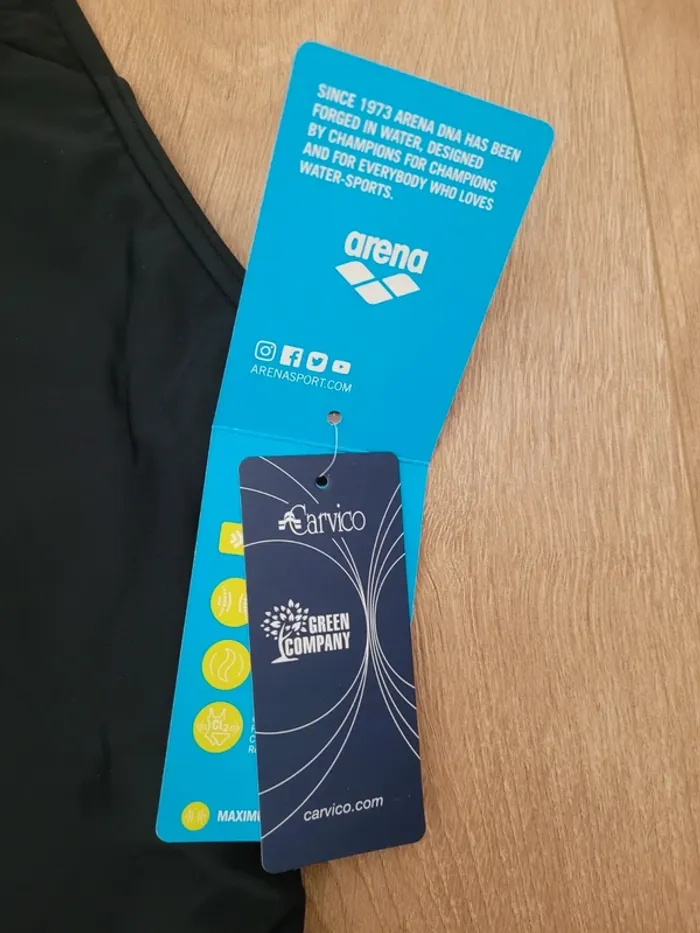 SINCE 1973 ARENA DNA HAS BEEN
FORGED IN WATER, DESIGNED
BY CHAMPIONS FOR CHAMPIONS
AND FOR EVERYBODY WHO LOVES
WATER-SPORTS.
arena
ARENASPORT.COM
Carvico
GREEN
COMPANY
CL2
carvico.com